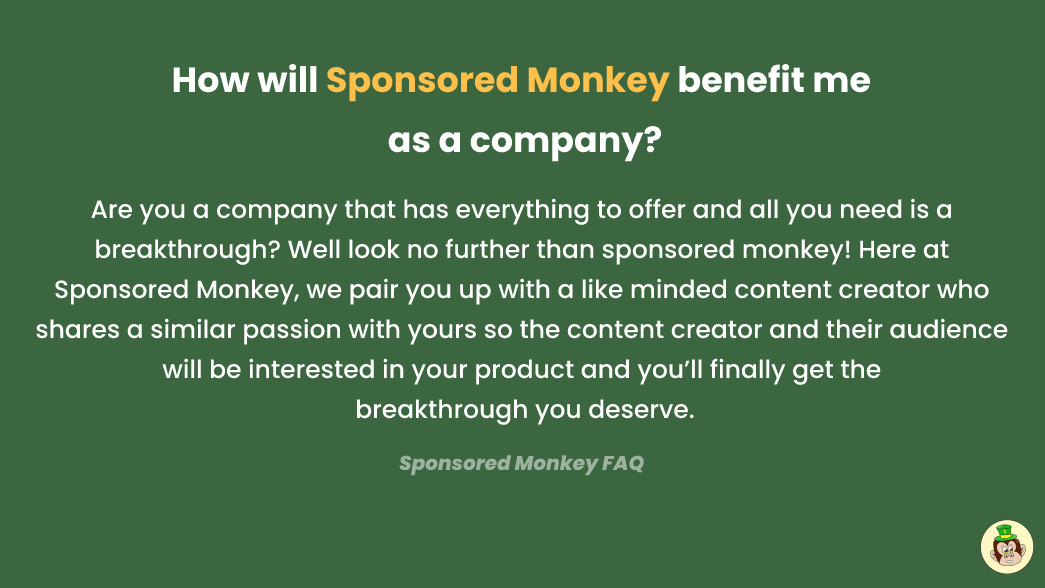 How will Sponsored Monkey benefit me
as a company?
Are you a company that has everything to offer and all you need is a
breakthrough? Well look no further than sponsored monkey! Here at
Sponsored Monkey, we pair you up with a like minded content creator who
shares a similar passion with yours so the content creator and their audience
will be interested in your product and you’ll finally get the
breakthrough you deserve.
Sponsored Monkey FAQ